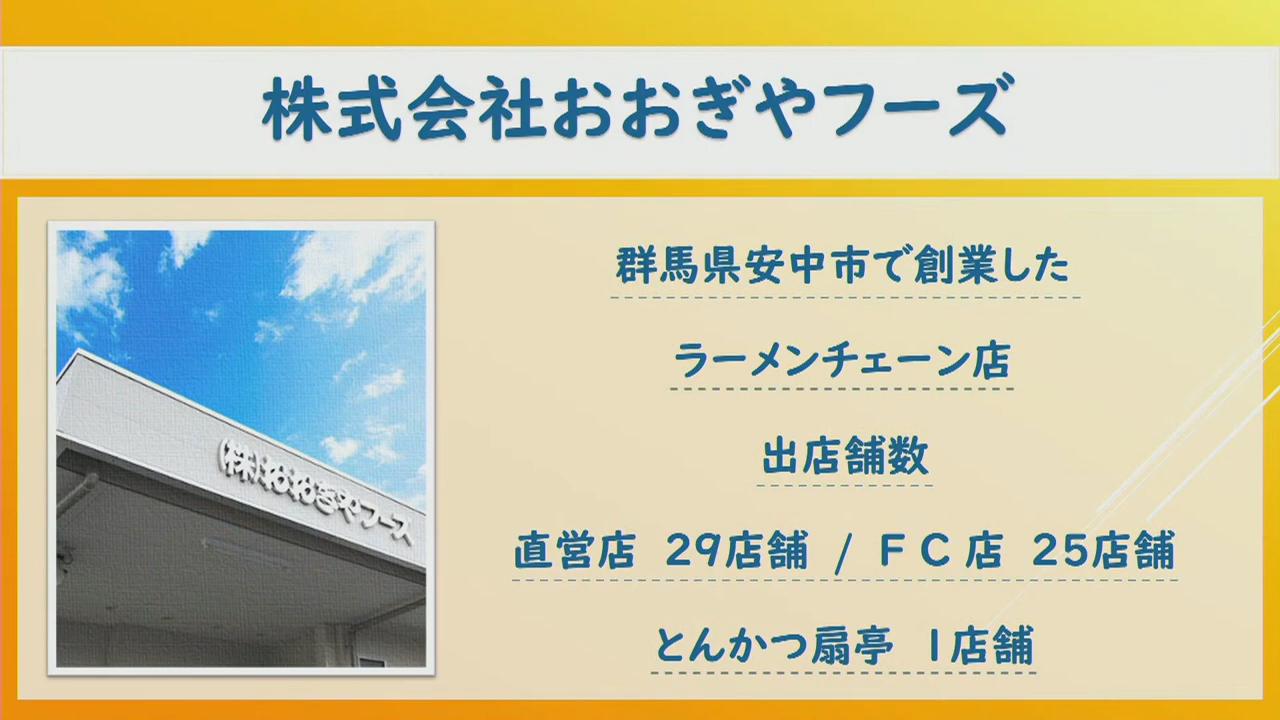 株式会社おおぎやフーズ
(株)おおぎやフーズ
群馬県安中市で創業した
ラーメンチェーン店
出店舗数
直営店 29店舗 / FC店 25店舗
とんかつ扇亭 1店舗